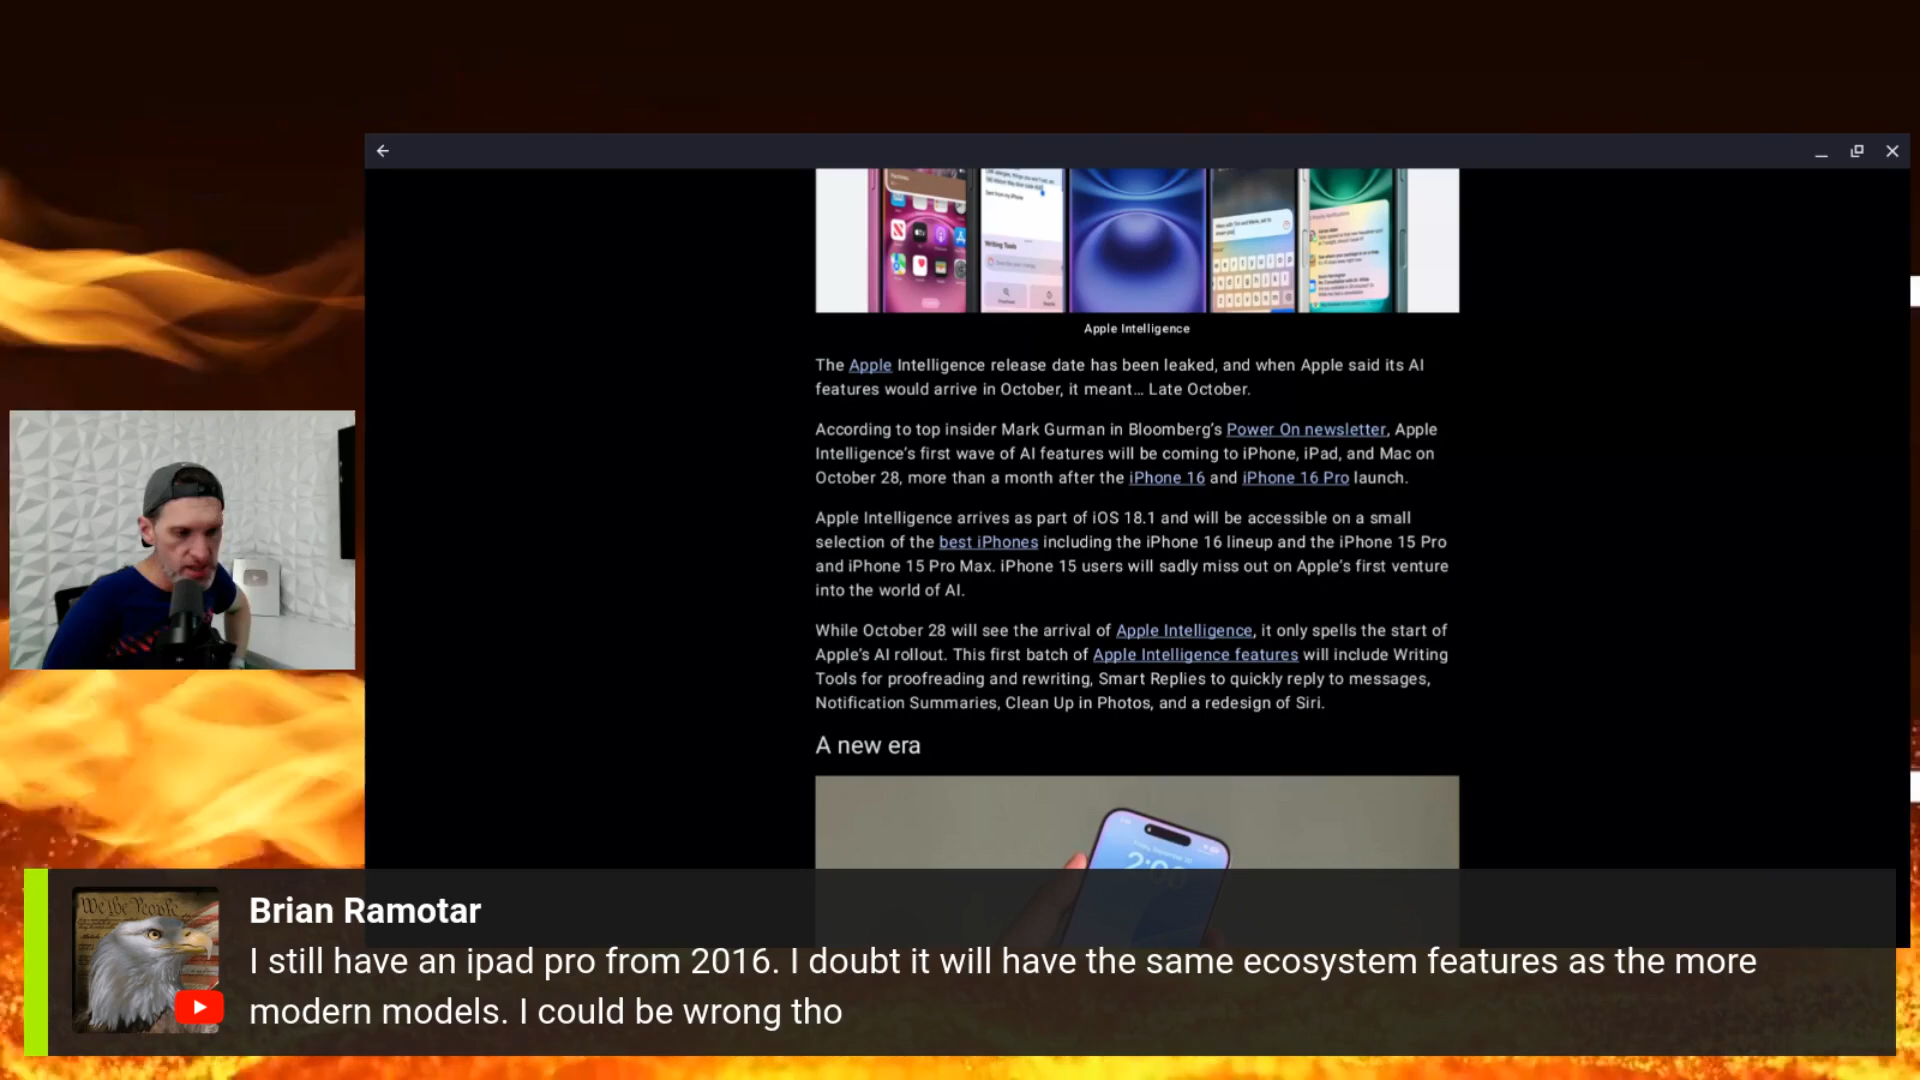 Writing Tools
Apple Intelligence
The Apple Intelligence release date has been leaked, and when Apple said its AI
features would arrive in October, it meant... Late October.
According to top insider Mark Gurman in Bloomberg's Power On newsletter, Apple
Intelligence's first wave of AI features will be coming to iPhone, iPad, and Mac on
October 28, more than a month after the iPhone 16 and iPhone 16 Pro launch.
Apple Intelligence arrives as part of iOS 18.1 and will be accessible on a small
selection of the best iPhones including the iPhone 16 lineup and the iPhone 15 Pro
and iPhone 15 Pro Max. iPhone 15 users will sadly miss out on Apple's first venture
into the world of AI.
While October 28 will see the arrival of Apple Intelligence, it only spells the start of
Apple's AI rollout. This first batch of Apple Intelligence features will include Writing
Tools for proofreading and rewriting, Smart Replies to quickly reply to messages,
Notification Summaries, Clean Up in Photos, and a redesign of Siri.
A new era
We the People
Brian Ramotar
I still have an ipad pro from 2016. I doubt it will have the same ecosystem features as the more
modern models. I could be wrong tho